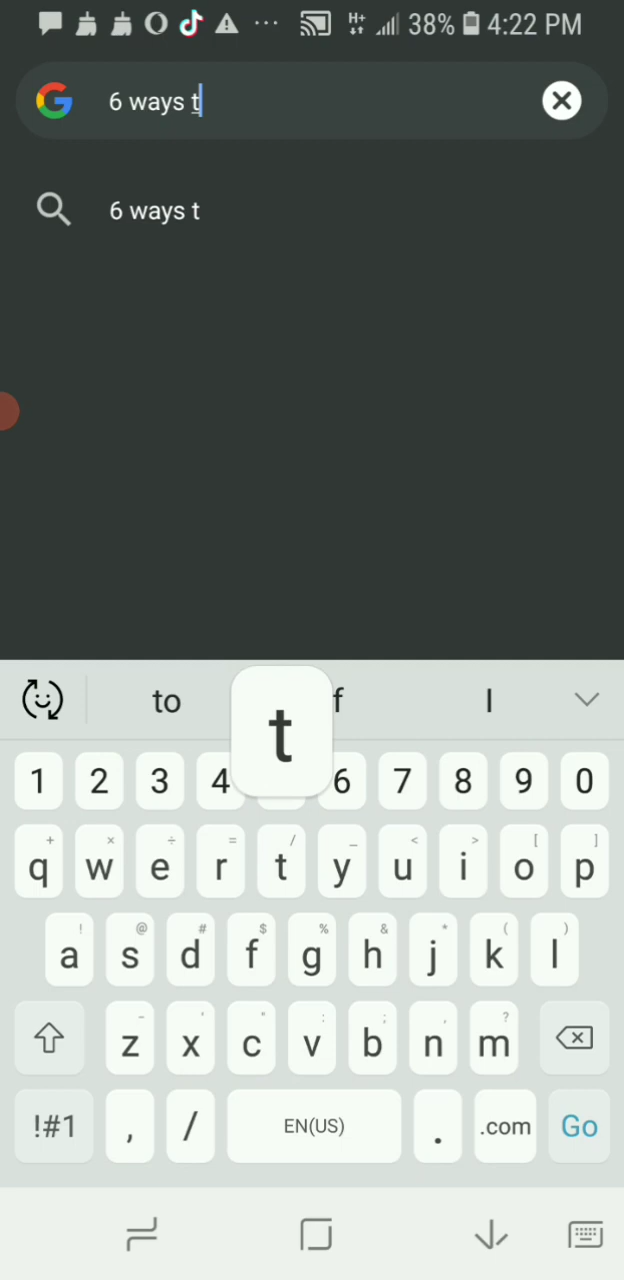 H+ 38% 4:22 PM
6 ways t
6 ways t
to t f I
1 2 3 4 6 7 8 9 0
+ × ÷ = / _ < > [ ]
q w e r t y u i o p
! @ # $ % & * ( )
a s d f g h j k l
- ' " : ; , ?
z x c v b n m
!#1 , / EN(US) . .com Go